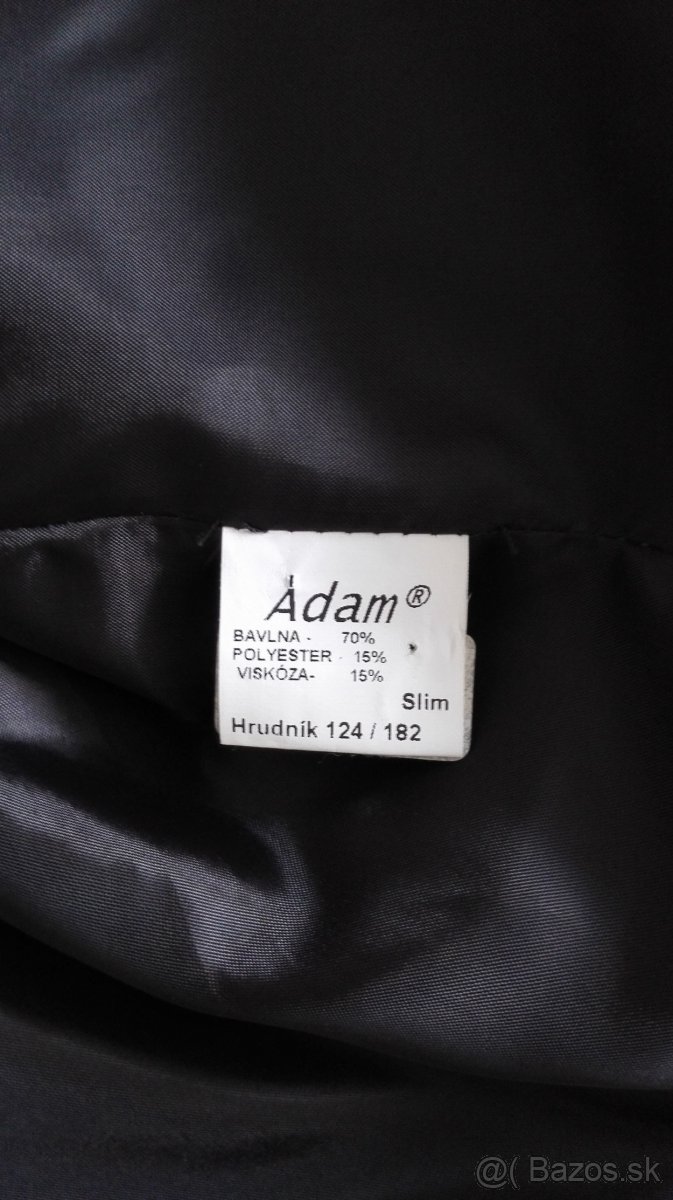 Ádam®
BAVLNA - 70%
POLYESTER - 15%
VISKÓZA- 15%
Slim
Hrudník 124 / 182
@( Bazos.sk